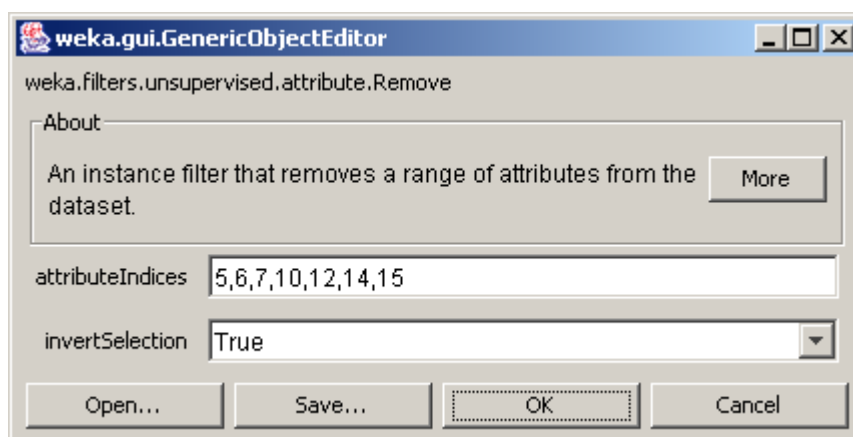 weka.gui.GenericObjectEditor
weka.filters.unsupervised.attribute.Remove
About
An instance filter that removes a range of attributes from the
dataset.
More
attributeIndices 5,6,7,10,12,14,15
invertSelection True
Open... Save... OK Cancel